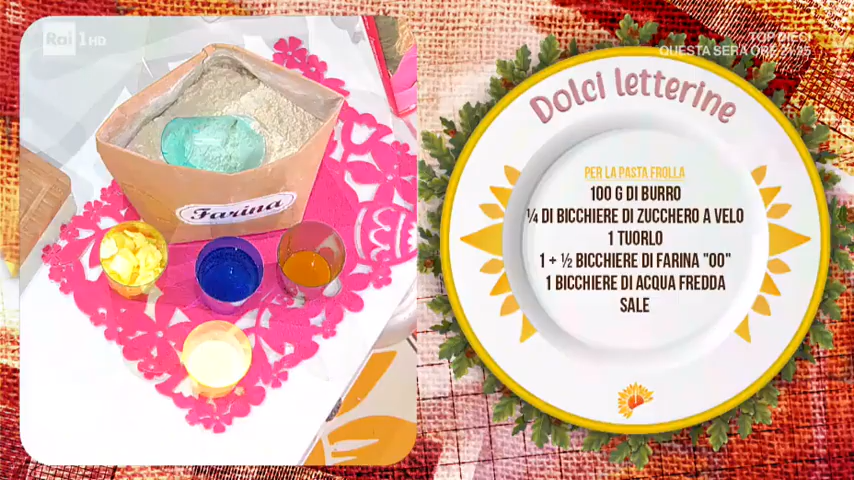 Rai 1 HD
TOP DIECI
QUESTA SERA ORE 21.25
Farina
Dolci letterine
PER LA PASTA FROLLA
100 G DI BURRO
¼ DI BICCHIERE DI ZUCCHERO A VELO
1 TUORLO
1 + ½ BICCHIERE DI FARINA "00"
1 BICCHIERE DI ACQUA FREDDA
SALE